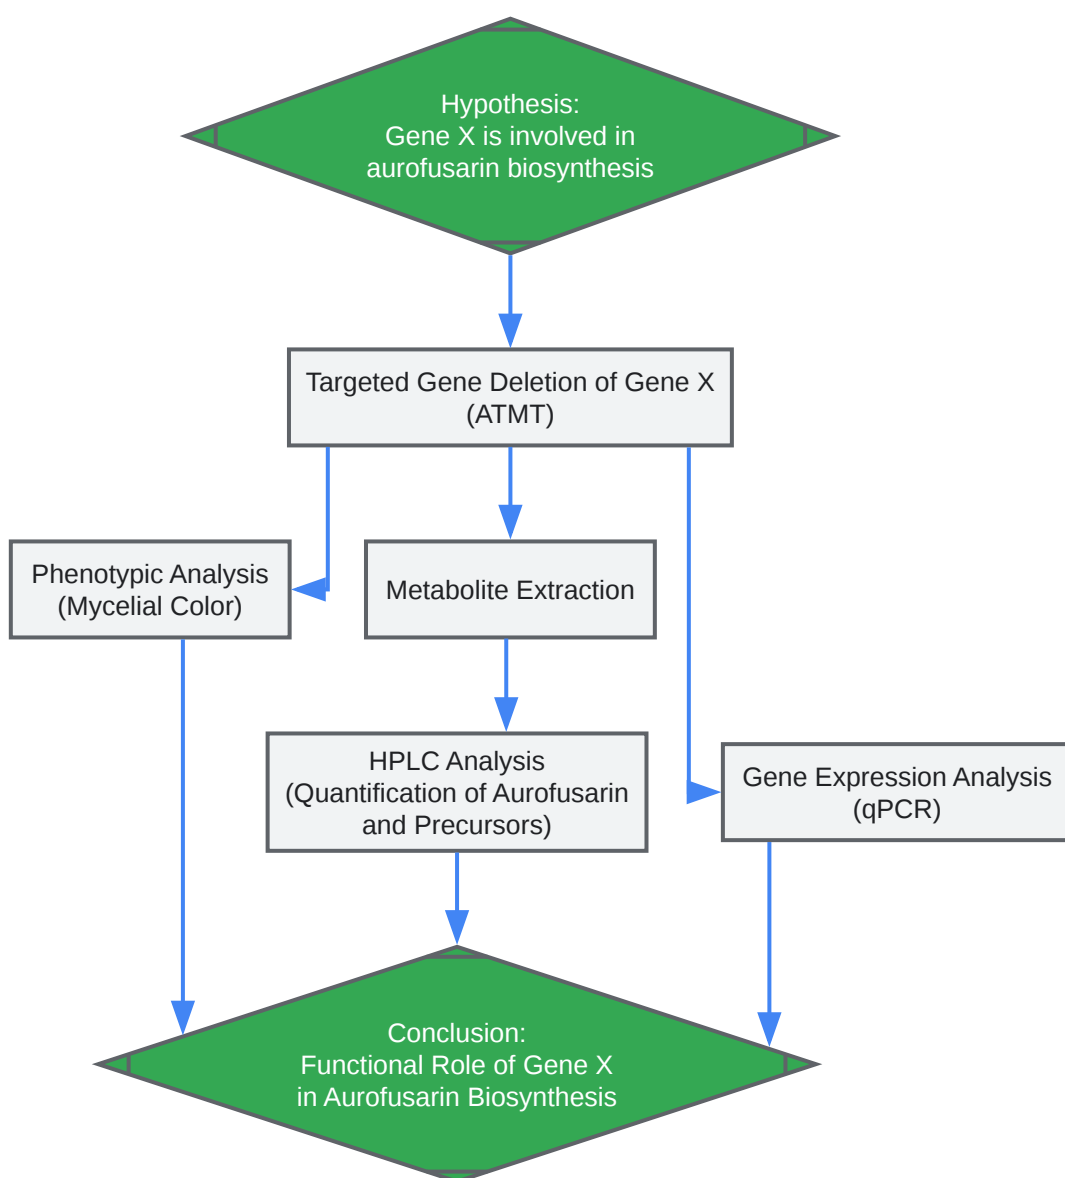 Hypothesis:
Gene X is involved in
aurofusarin biosynthesis
Targeted Gene Deletion of Gene X
(ATMT)
Phenotypic Analysis
(Mycelial Color)
Metabolite Extraction
HPLC Analysis
(Quantification of Aurofusarin
and Precursors)
Gene Expression Analysis
(qPCR)
Conclusion:
Functional Role of Gene X
in Aurofusarin Biosynthesis